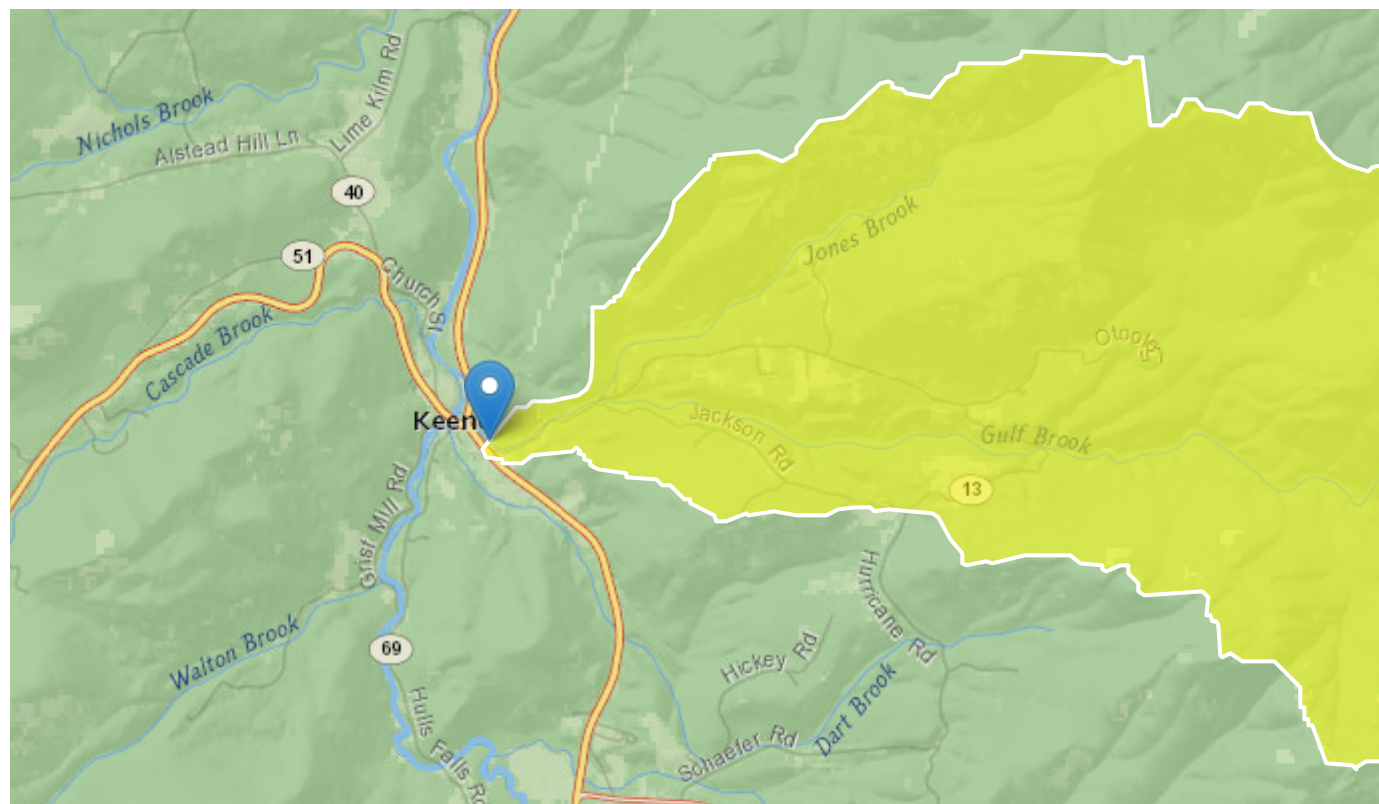 Nichols Brook
Alstead Hill Ln
Lime Kilm Rd
40
51
Church St
Cascade Brook
Jones Brook
Keen
Jackson Rd
Gulf Brook
13
Grist Mill Rd
Hurricane Rd
Walton Brook
69
Hickey Rd
Dart Brook
Hulls Falls Rd
Schaefer Rd